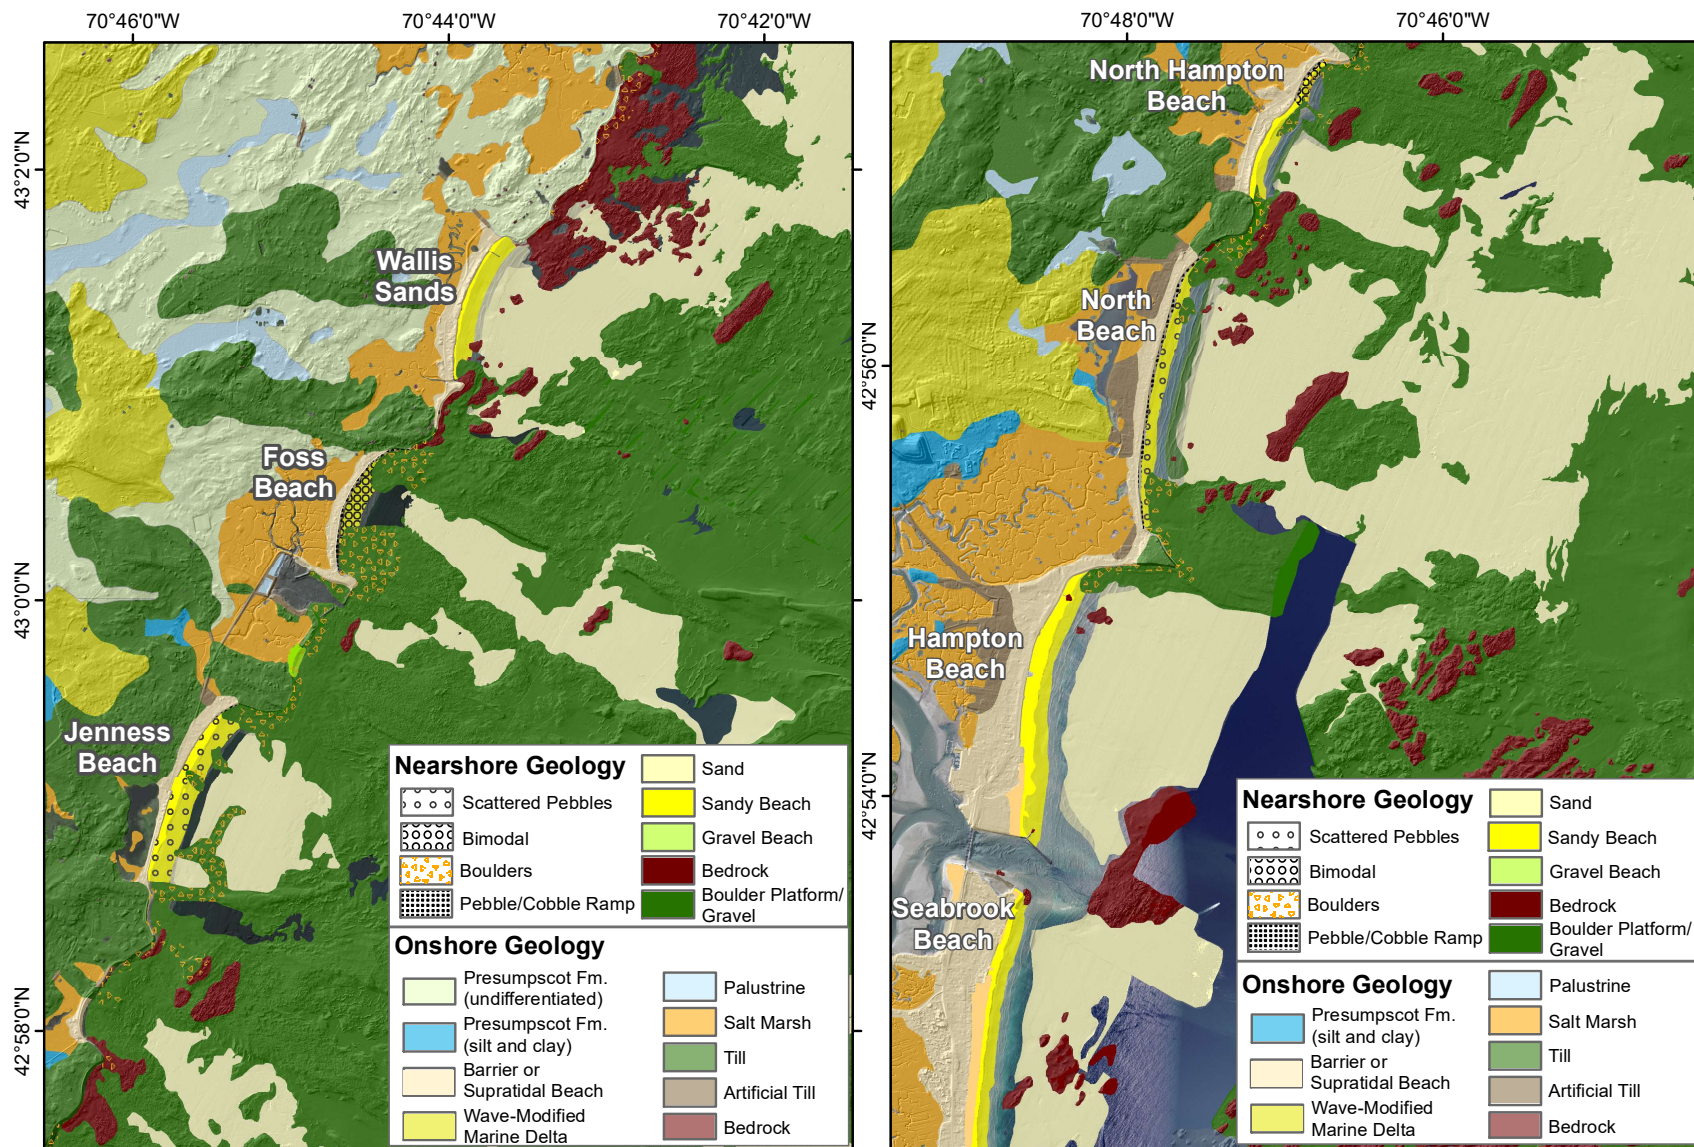 70°46'0"W
70°44'0"W
70°42'0"W
43°2'0"N
43°0'0"N
42°58'0"N
Wallis
Sands
Foss
Beach
Jenness
Beach
Nearshore Geology
Scattered Pebbles
Bimodal
Boulders
Pebble/Cobble Ramp
Sand
Sandy Beach
Gravel Beach
Bedrock
Boulder Platform/
Gravel
Onshore Geology
Presumpscot Fm.
(undifferentiated)
Presumpscot Fm.
(silt and clay)
Barrier or
Supratidal Beach
Wave-Modified
Marine Delta
Palustrine
Salt Marsh
Till
Artificial Till
Bedrock
70°48'0"W
70°46'0"W
42°56'0"N
42°54'0"N
North Hampton
Beach
North
Beach
Hampton
Beach
Seabrook
Beach
Nearshore Geology
Scattered Pebbles
Bimodal
Boulders
Pebble/Cobble Ramp
Sand
Sandy Beach
Gravel Beach
Bedrock
Boulder Platform/
Gravel
Onshore Geology
Presumpscot Fm.
(silt and clay)
Barrier or
Supratidal Beach
Wave-Modified
Marine Delta
Palustrine
Salt Marsh
Till
Artificial Till
Bedrock